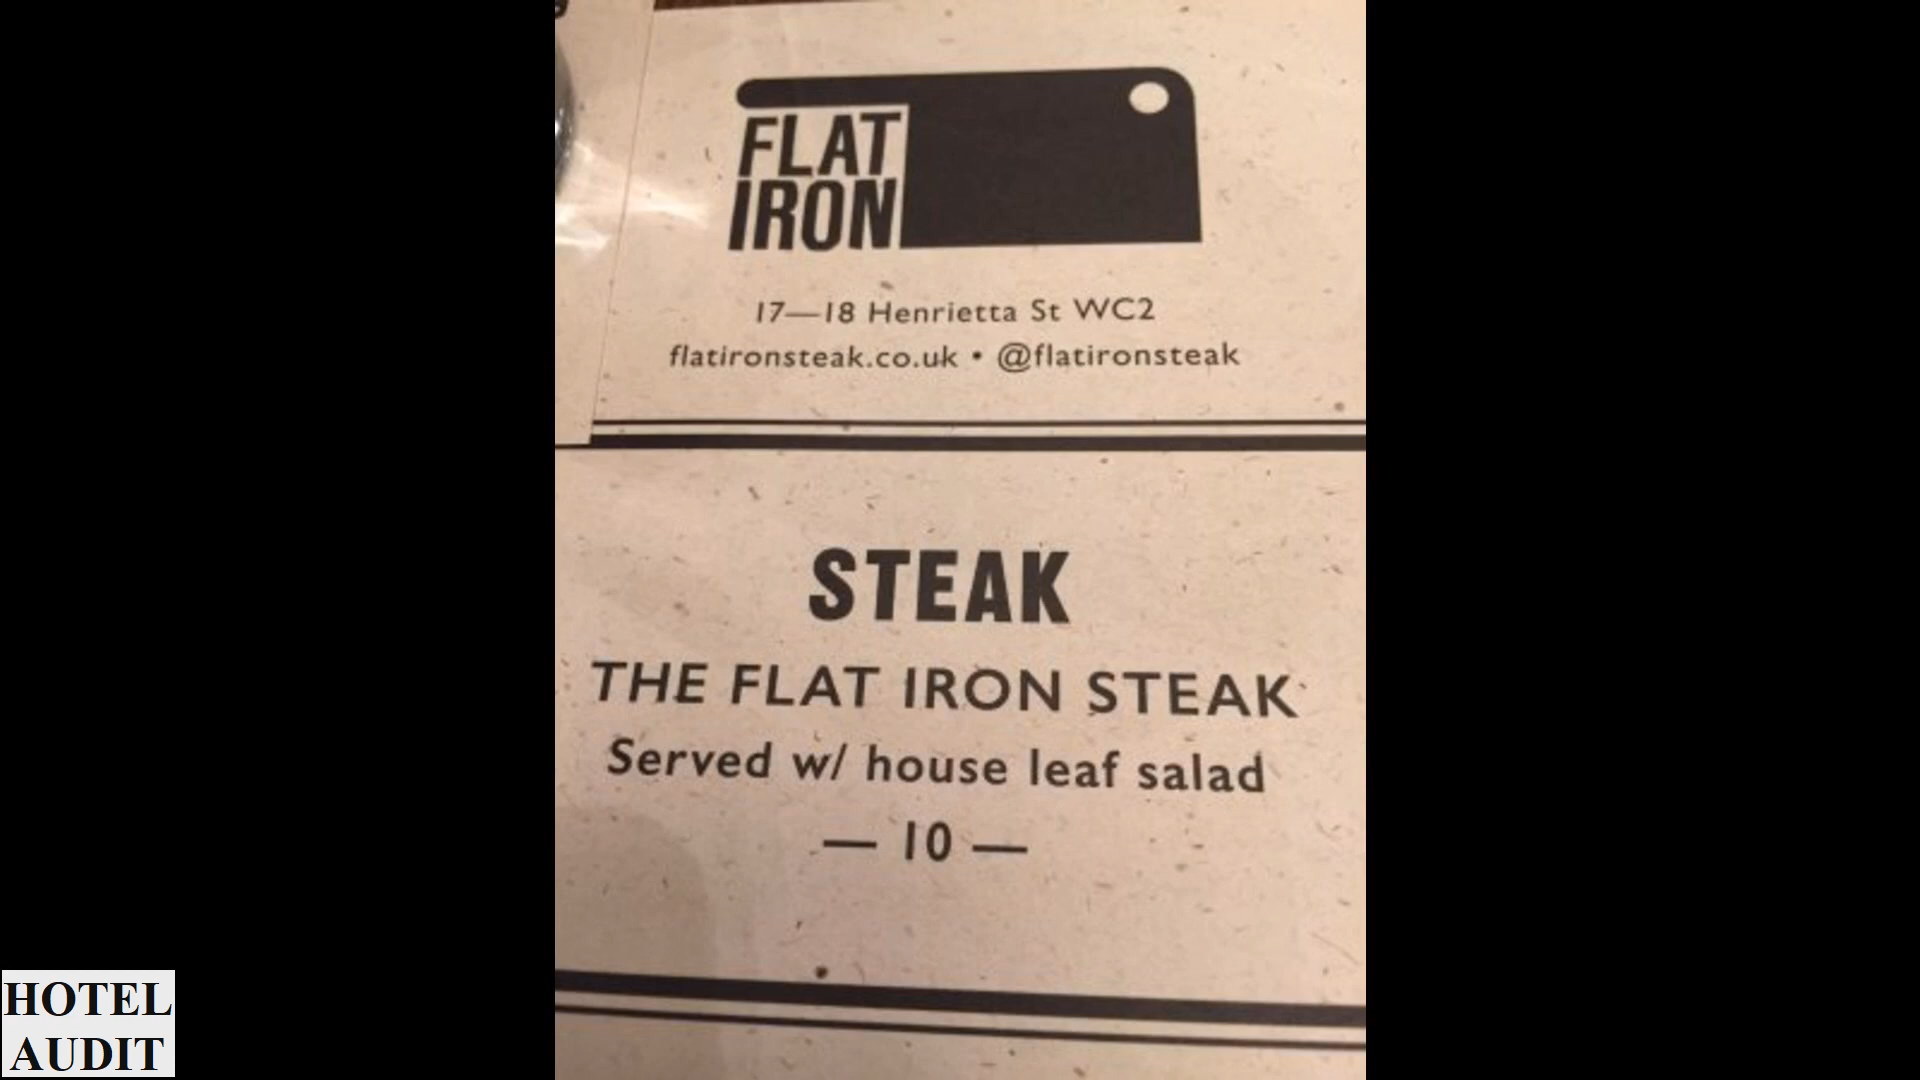 FLAT
IRON
17—18 Henrietta St WC2
flatironsteak.co.uk • @flatironsteak
STEAK
THE FLAT IRON STEAK
Served w/ house leaf salad
— 10 —
HOTEL
AUDIT